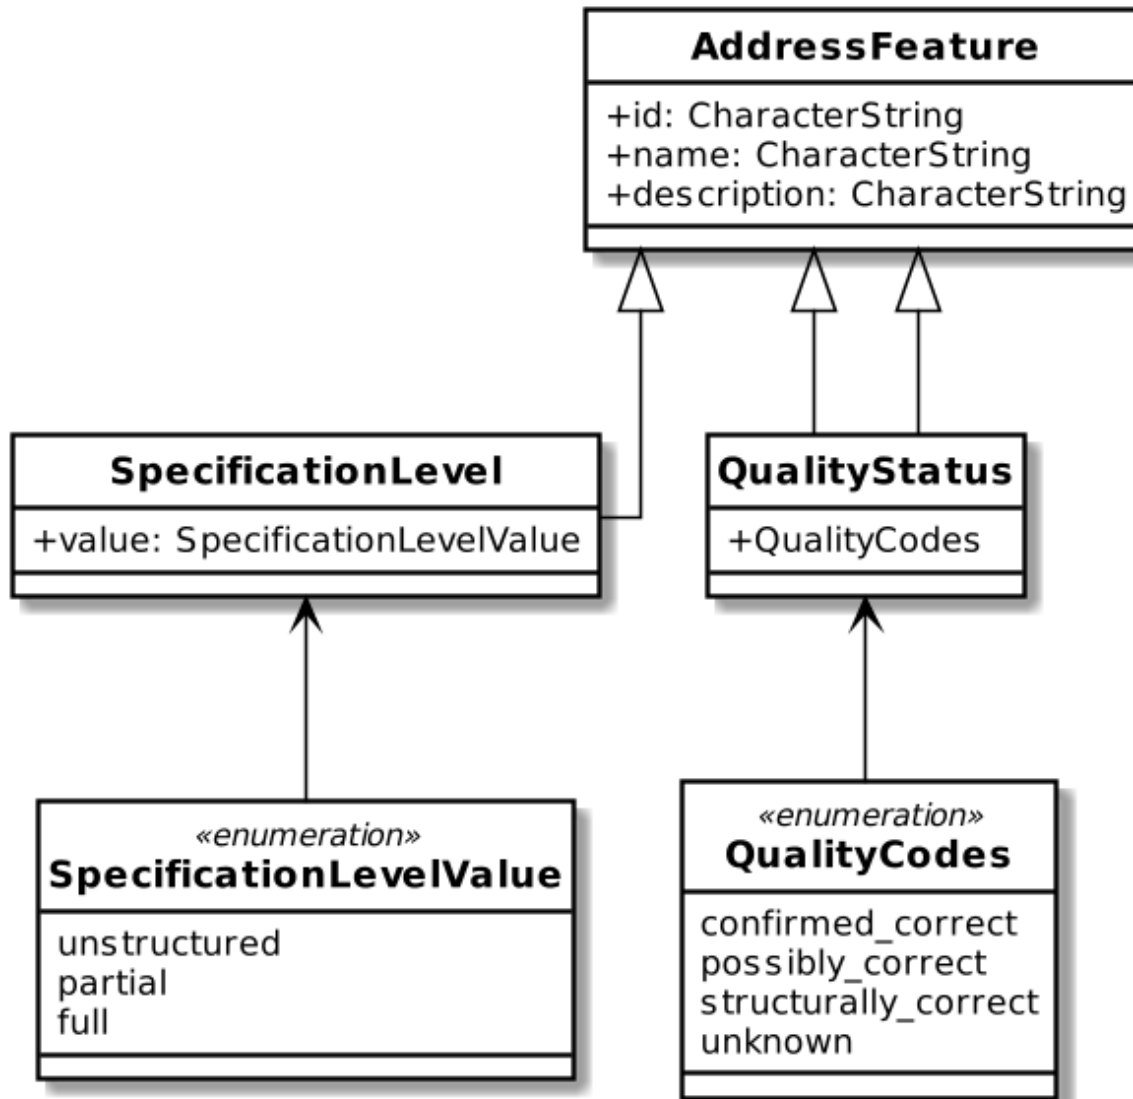 AddressFeature
+id: CharacterString
+name: CharacterString
+description: CharacterString
SpecificationLevel
+value: SpecificationLevelValue
QualityStatus
+QualityCodes
«enumeration»
SpecificationLevelValue
unstructured
partial
full
«enumeration»
QualityCodes
confirmed_correct
possibly_correct
structurally_correct
unknown